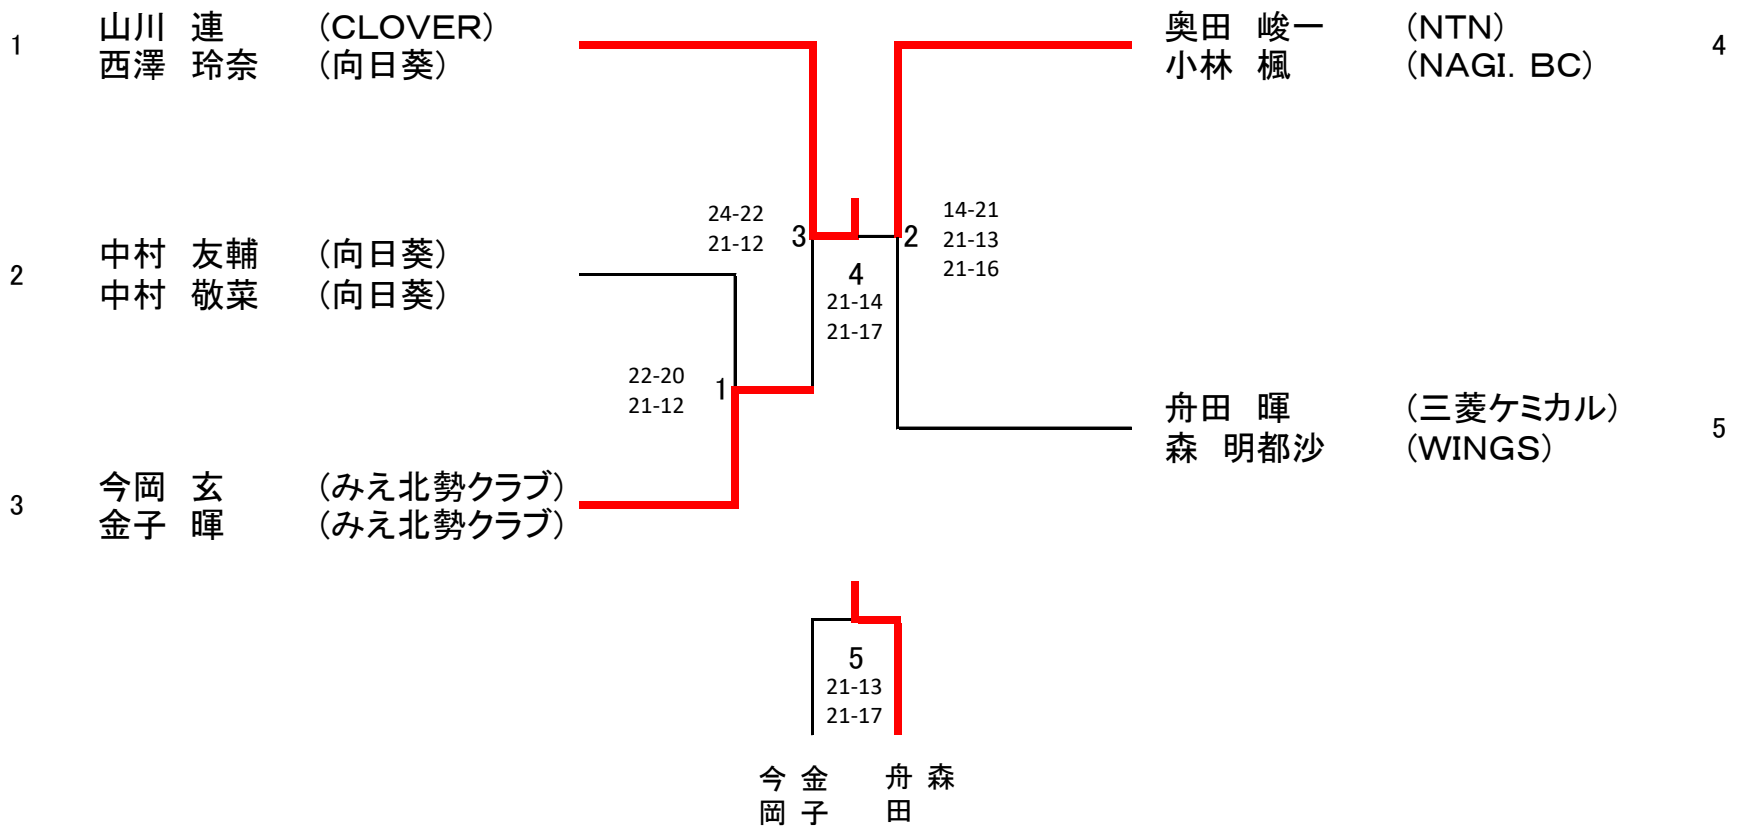 1
山川 連 (CLOVER)
西澤 玲奈 (向日葵)
奥田 峻一 (NTN)
小林 楓 (NAGI. BC)
4
24-22
21-12
3
2
14-21
21-13
21-16
2
中村 友輔 (向日葵)
中村 敬菜 (向日葵)
4
21-14
21-17
22-20
21-12
1
舟田 暉 (三菱ケミカル)
森 明都沙 (WINGS)
5
3
今岡 玄 (みえ北勢クラブ)
金子 暉 (みえ北勢クラブ)
5
21-13
21-17
今岡
金子
舟田
森